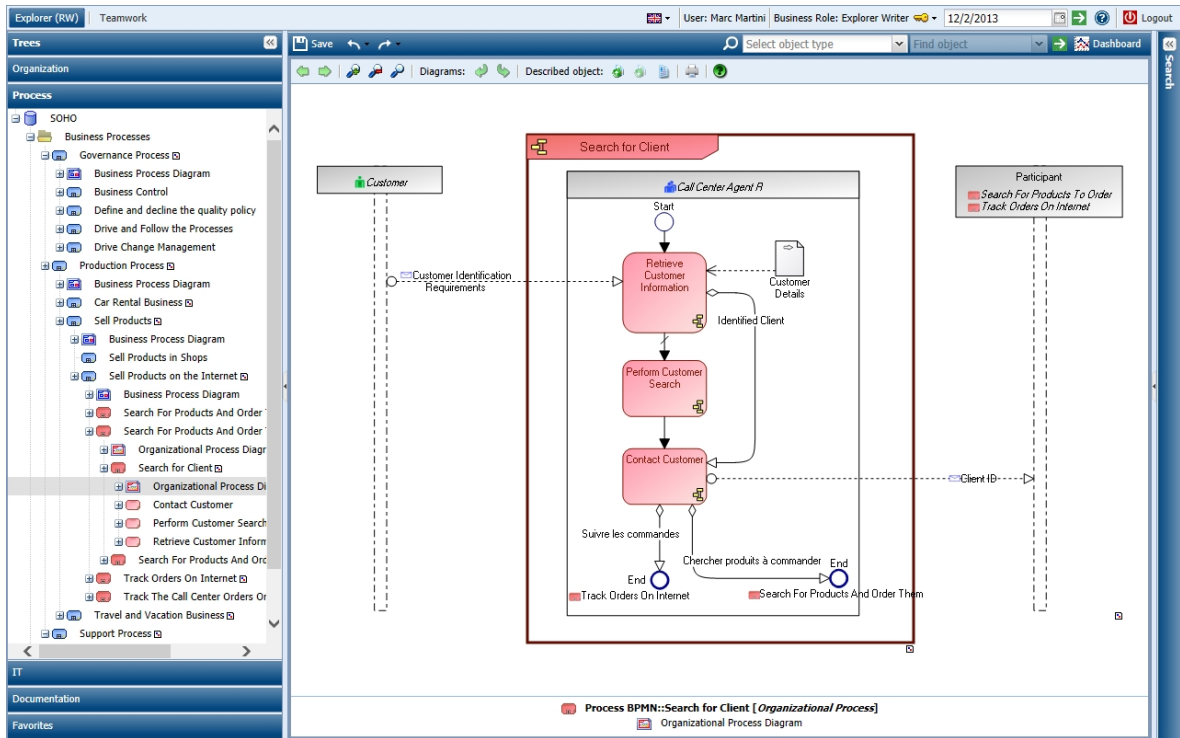 Explorer (RW)
Teamwork
User: Marc Martini
Business Role: Explorer Writer
12/2/2013
Logout
Trees
Save
Select object type
Find object
Dashboard
Search
Organization
Diagrams:
Described object:
Process
SOHO
Business Processes
Governance Process
Business Process Diagram
Business Control
Define and decline the quality policy
Drive and Follow the Processes
Drive Change Management
Production Process
Business Process Diagram
Car Rental Business
Sell Products
Business Process Diagram
Sell Products in Shops
Sell Products on the Internet
Business Process Diagram
Search For Products And Order
Search For Products And Order
Organizational Process Diagr
Search for Client
Organizational Process Di
Contact Customer
Perform Customer Search
Retrieve Customer Inform
Search For Products And Ord
Track Orders On Internet
Track The Call Center Orders Or
Travel and Vacation Business
Support Process
IT
Documentation
Favorites
Search for Client
Customer
Call Center Agent R
Participant
Search For Products To Order
Track Orders On Internet
Start
Retrieve
Customer
Information
Customer
Details
Customer Identification
Requirements
Identified Client
Perform Customer
Search
Contact Customer
Client ID
Suivre les commandes
Chercher produits à commander
End
End
Track Orders On Internet
Search For Products And Order Them
Process BPMN::Search for Client [Organizational Process]
Organizational Process Diagram